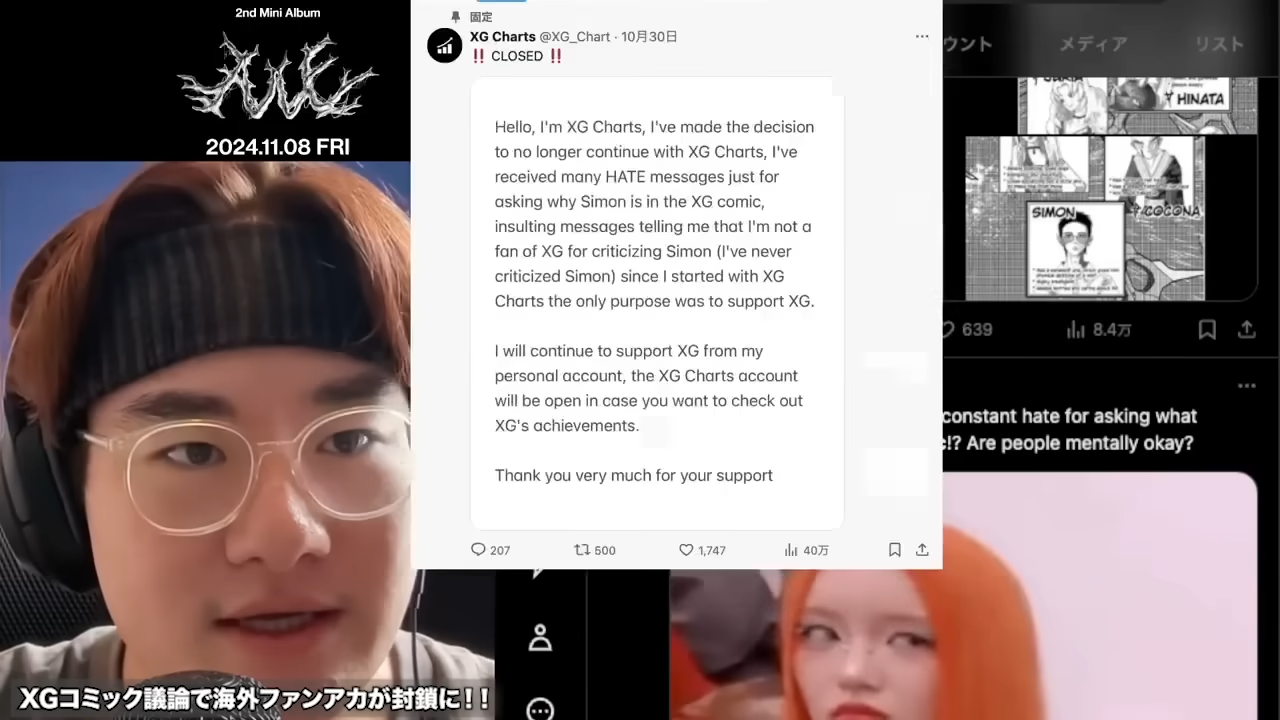 2nd Mini Album
AWE
2024.11.08 FRI
固定
XG Charts @XG_Chart · 10月30日
‼️ CLOSED ‼️
Hello, I'm XG Charts, I've made the decision
to no longer continue with XG Charts, I've
received many HATE messages just for
asking why Simon is in the XG comic,
insulting messages telling me that I'm not a
fan of XG for criticizing Simon (I've never
criticized Simon) since I started with XG
Charts the only purpose was to support XG.
I will continue to support XG from my
personal account, the XG Charts account
will be open in case you want to check out
XG's achievements.
Thank you very much for your support
207
500
1,747
40万
ウント
メディア
リスト
JURIA
HINATA
SIMON
COCONA
639
8.4万
constant hate for asking what
c!? Are people mentally okay?
XGコミック議論で海外ファンアカが封鎖に!!